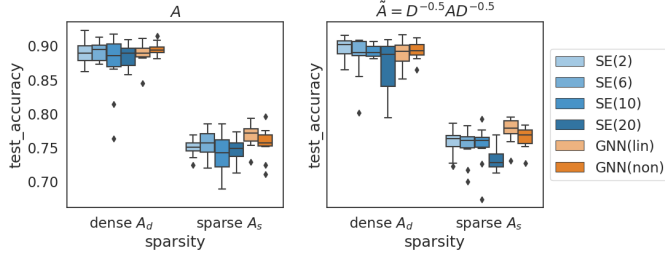 A
Ã = D^{-0.5}AD^{-0.5}
test_accuracy
0.90
0.85
0.80
0.75
0.70
dense A_d
sparse A_s
sparsity
test_accuracy
dense A_d
sparse A_s
sparsity
SE(2)
SE(6)
SE(10)
SE(20)
GNN(lin)
GNN(non)